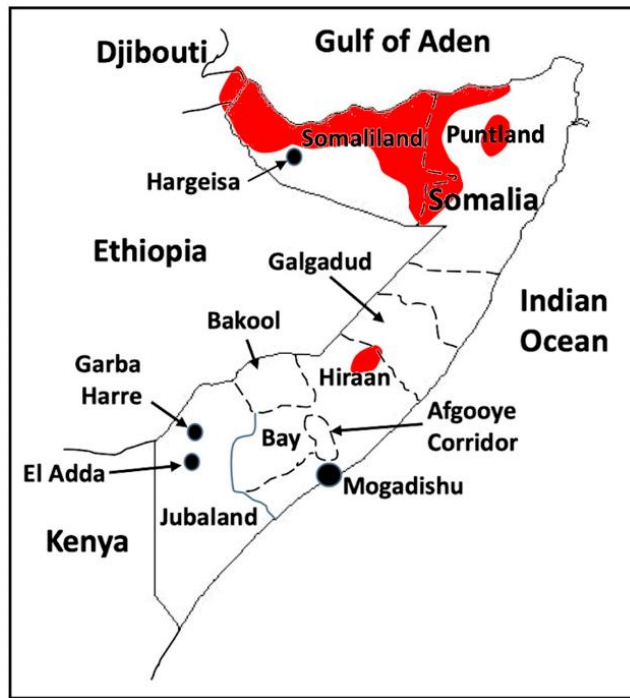 Djibouti
Gulf of Aden
Somaliland
Puntland
Hargeisa
Somalia
Ethiopia
Galgadud
Indian
Ocean
Bakool
Garba
Harre
Hiraan
Afgooye
Corridor
Bay
El Adda
Mogadishu
Jubaland
Kenya